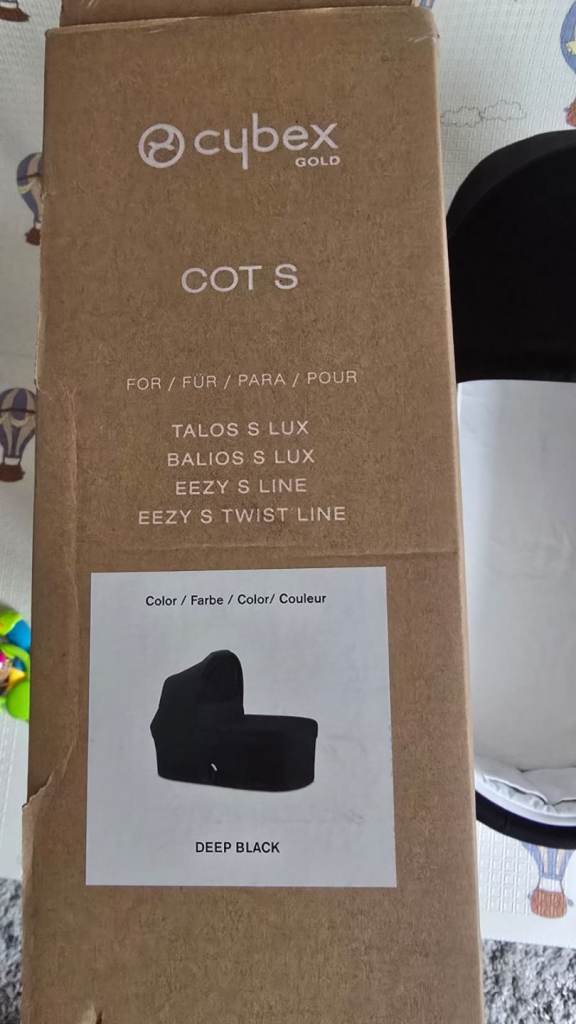 cybex
GOLD
COT S
FOR / FÜR / PARA / POUR
TALOS S LUX
BALIOS S LUX
EEZY S LINE
EEZY S TWIST LINE
Color / Farbe / Color/ Couleur
DEEP BLACK